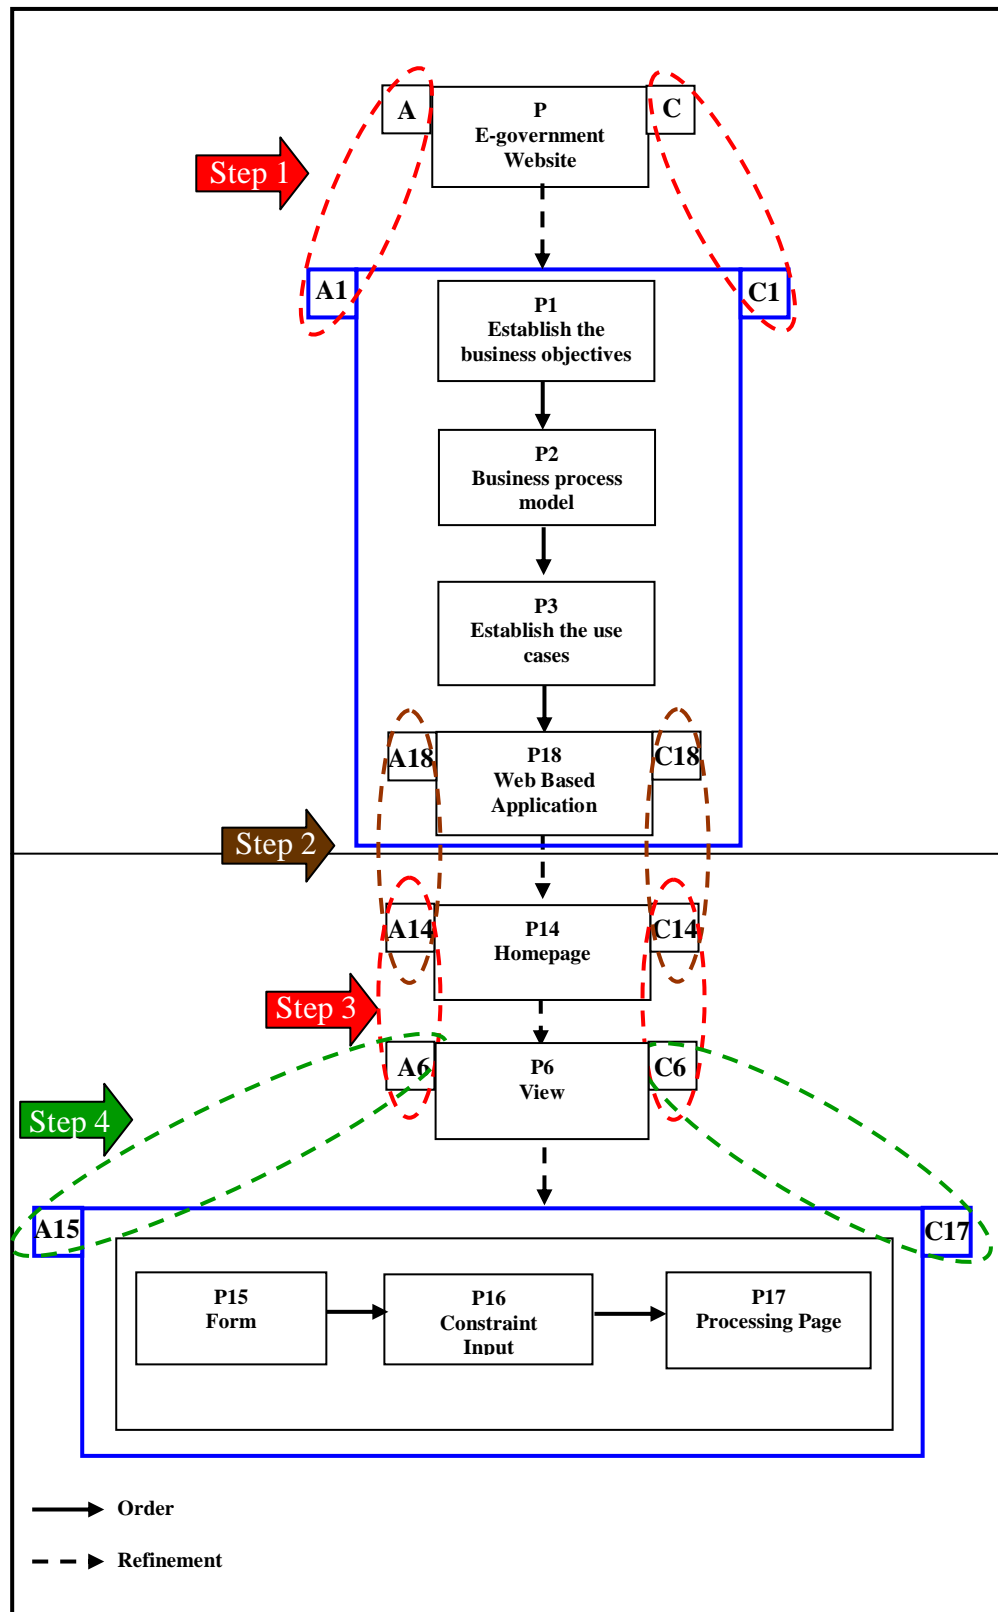 A
P
C
E-government
Website
Step 1
A1
C1
P1
Establish the
business objectives
P2
Business process
model
P3
Establish the use
cases
A18
P18
C18
Web Based
Application
Step 2
A14
P14
C14
Homepage
Step 3
A6
P6
C6
View
Step 4
A15
C17
P15
Form
P16
Constraint
Input
P17
Processing Page
Order
Refinement